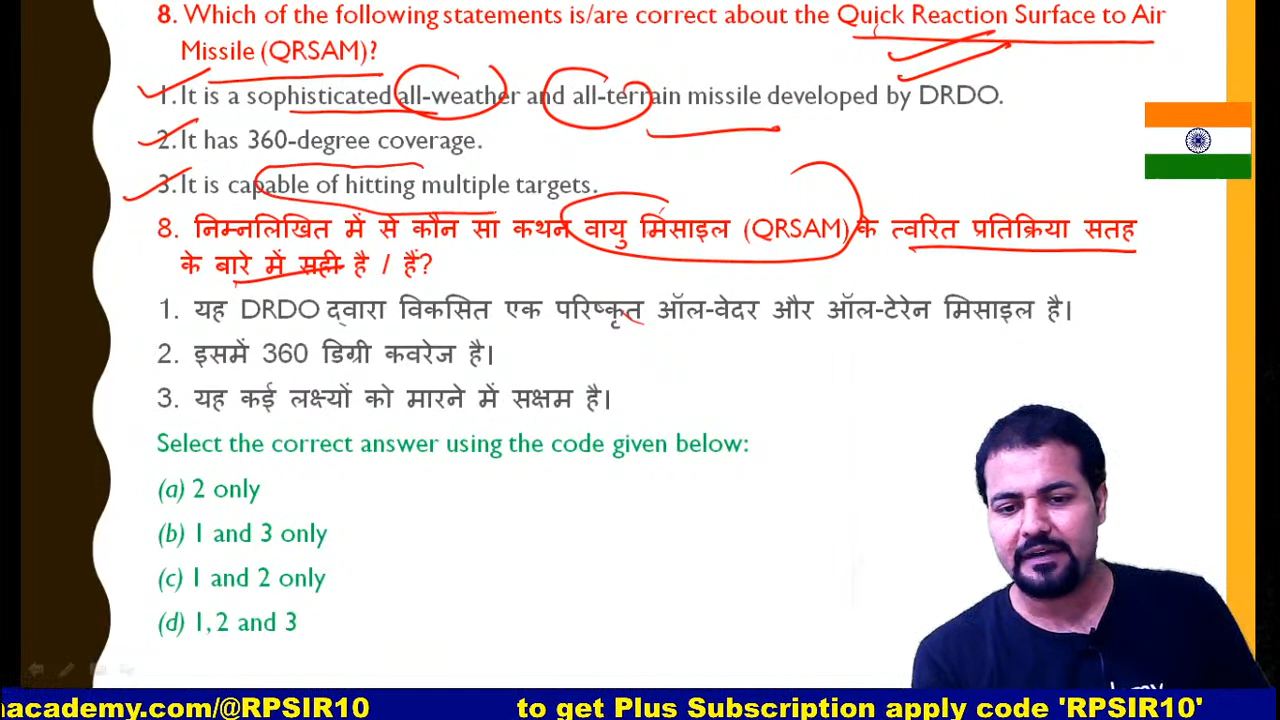 8. Which of the following statements is/are correct about the Quick Reaction Surface to Air
Missile (QRSAM)?
1. It is a sophisticated all-weather and all-terrain missile developed by DRDO.
2. It has 360-degree coverage.
3. It is capable of hitting multiple targets.
8. निम्नलिखित में से कौन सा कथन वायु मिसाइल (QRSAM) के त्वरित प्रतिक्रिया सतह
के बारे में सही है / हैं?
1. यह DRDO द्वारा विकसित एक परिष्कृत ऑल-वेदर और ऑल-टेरेन मिसाइल है।
2. इसमें 360 डिग्री कवरेज है।
3. यह कई लक्ष्यों को मारने में सक्षम है।
Select the correct answer using the code given below:
(a) 2 only
(b) 1 and 3 only
(c) 1 and 2 only
(d) 1, 2 and 3
academy.com/@RPSIR10 to get Plus Subscription apply code 'RPSIR10'